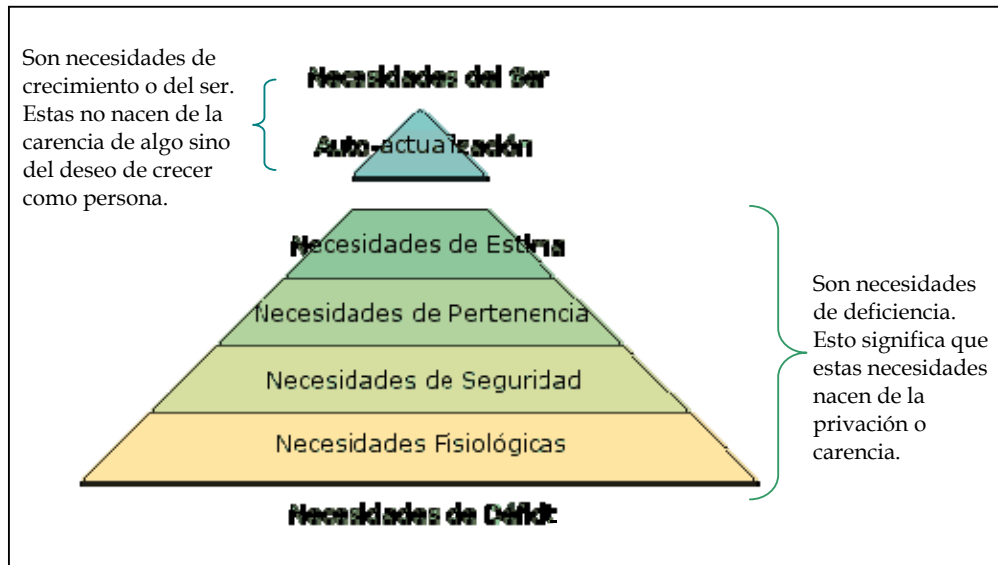 Son necesidades de
crecimiento o del ser.
Estas no nacen de la
carencia de algo sino
del deseo de crecer
como persona.
Necesidades del Ser
Auto-actualización
Necesidades de Estima
Necesidades de Pertenencia
Necesidades de Seguridad
Necesidades Fisiológicas
Necesidades de Déficit
Son necesidades
de deficiencia.
Esto significa que
estas necesidades
nacen de la
privación o
carencia.